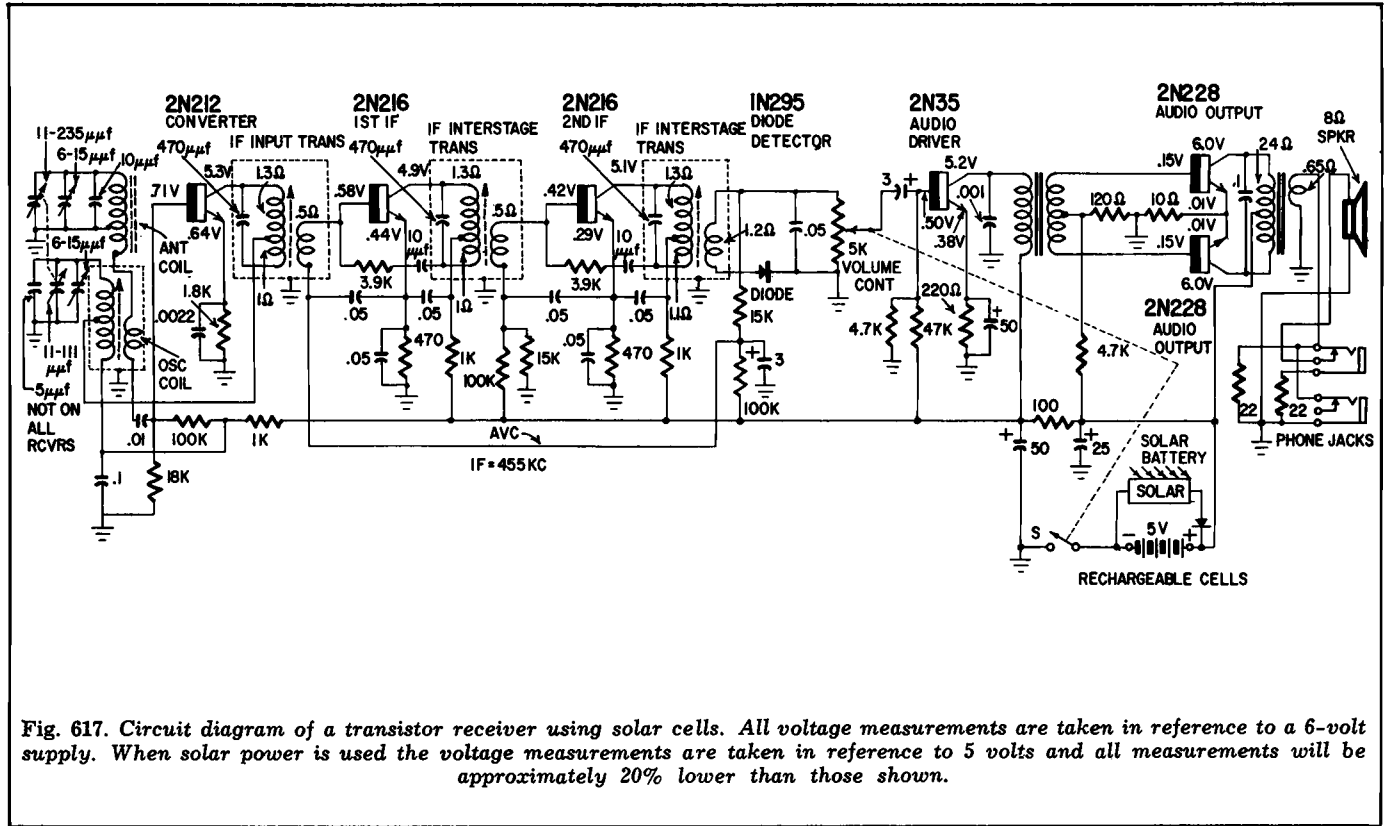 2N212
CONVERTER
2N216
1ST IF
2N216
2ND IF
1N295
DIODE
DETECTOR
2N35
AUDIO
DRIVER
2N228
AUDIO OUTPUT
8Ω
SPKR
11-235μμf
6-15μμf
10μμf
470μμf
IF INPUT TRANS
470μμf
IF INTERSTAGE
TRANS
470μμf
IF INTERSTAGE
TRANS
.71V
5.3V
1.3Ω
.5Ω
.58V
4.9V
1.3Ω
.5Ω
.42V
5.1V
1.3Ω
1.2Ω
.05
5K
VOLUME
CONT
3
+
5.2V
.001
.50V
.38V
6.0V
.15V
.01V
.01V
.15V
6.0V
.1
.24Ω
.65Ω
120Ω
10Ω
.64V
.44V
.29V
6-15μμf
ANT
COIL
1.8K
.0022
1Ω
3.9K
10
μμf
1Ω
3.9K
10
μμf
1.1Ω
DIODE
.05
.05
.05
.05
.05
470
1K
100K
15K
.05
470
1K
15K
+
3
100K
4.7K
47K
220Ω
+
50
4.7K
2N228
AUDIO
OUTPUT
11-111
μμf
OSC
COIL
5μμf
NOT ON
ALL
RCVRS
.01
100K
1K
.1
18K
AVC
IF=455KC
100
+
50
+
25
22
22
PHONE JACKS
SOLAR
BATTERY
SOLAR
S
-
5V
+
RECHARGEABLE CELLS
Fig. 617. Circuit diagram of a transistor receiver using solar cells. All voltage measurements are taken in reference to a 6-volt
supply. When solar power is used the voltage measurements are taken in reference to 5 volts and all measurements will be
approximately 20% lower than those shown.